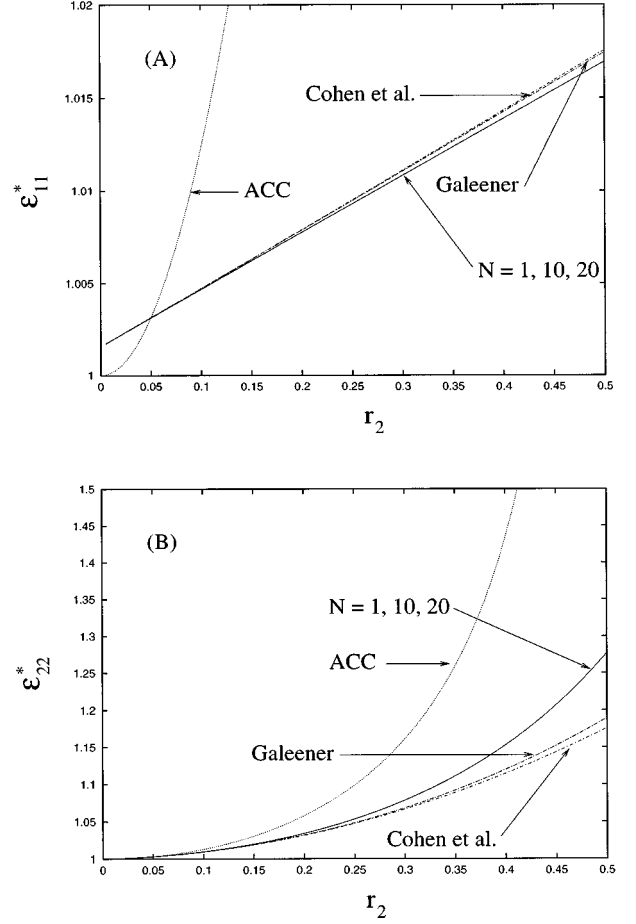 1.02
(A)
Cohen et al.
1.015
Galeener
ε*11
1.01
ACC
N = 1, 10, 20
1.005
1
0 0.05 0.1 0.15 0.2 0.25 0.3 0.35 0.4 0.45 0.5
r2
1.5
(B)
1.45
1.4
N = 1, 10, 20
1.35
1.3
ACC
ε*22
1.25
1.2
Galeener
1.15
1.1
Cohen et al.
1.05
1
0 0.05 0.1 0.15 0.2 0.25 0.3 0.35 0.4 0.45 0.5
r2